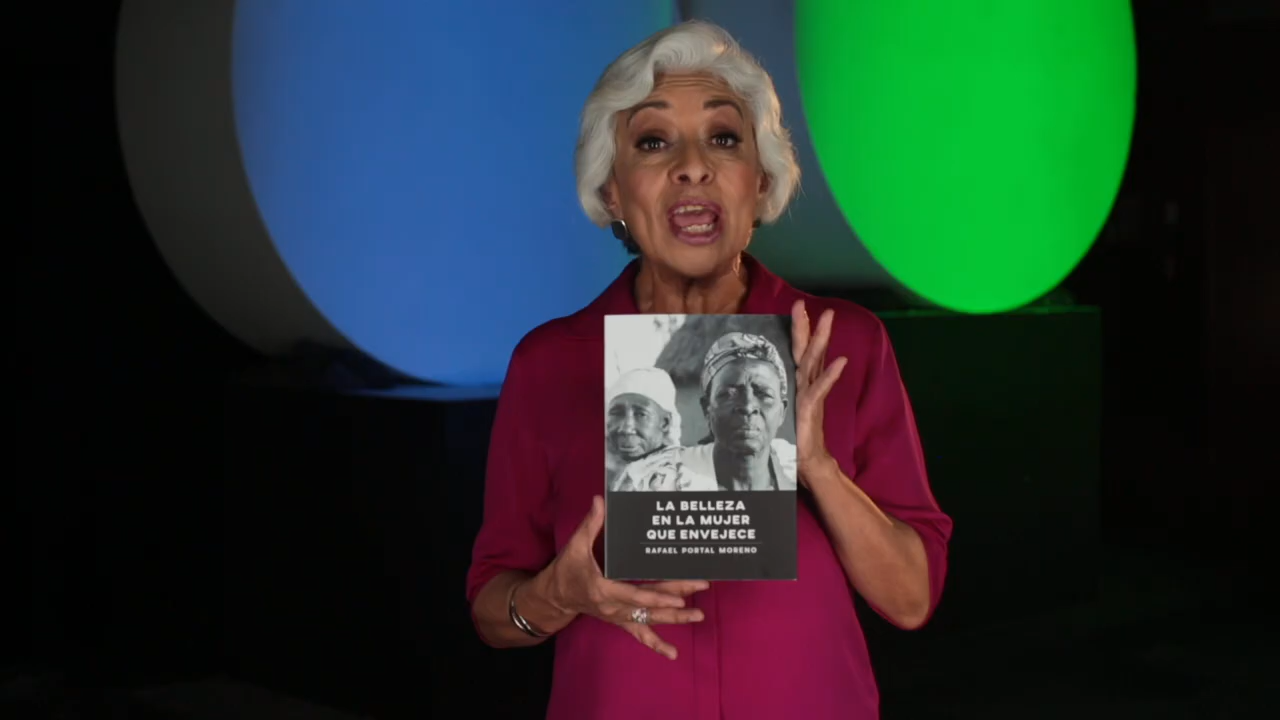 LA BELLEZA
EN LA MUJER
QUE ENVEJECE
RAFAEL PORTAL MORENO